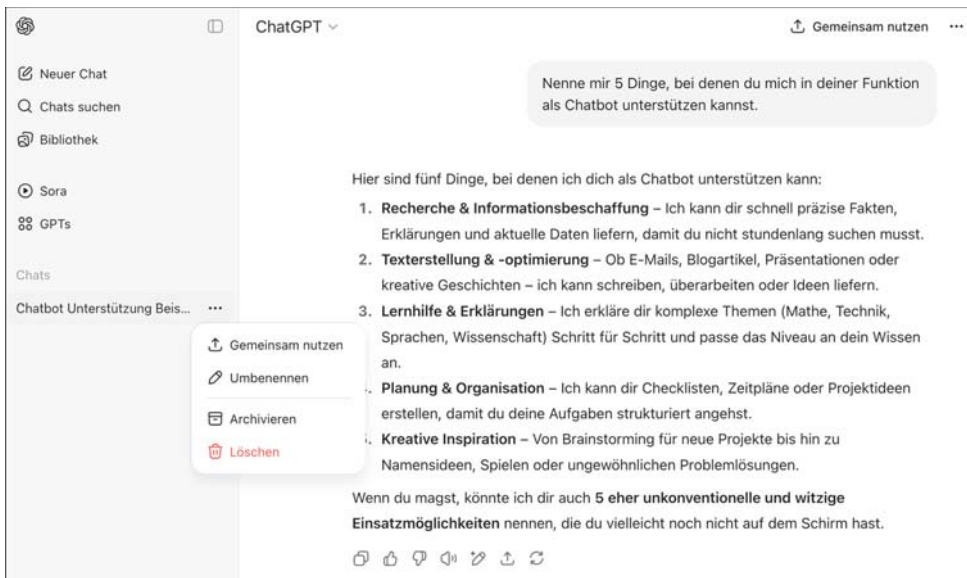 ChatGPT
Gemeinsam nutzen
Neuer Chat
Chats suchen
Bibliothek
Sora
GPTs
Chats
Chatbot Unterstützung Beis...
Gemeinsam nutzen
Umbenennen
Archivieren
Löschen
Nenne mir 5 Dinge, bei denen du mich in deiner Funktion
als Chatbot unterstützen kannst.
Hier sind fünf Dinge, bei denen ich dich als Chatbot unterstützen kann:
1. Recherche & Informationsbeschaffung – Ich kann dir schnell präzise Fakten,
Erklärungen und aktuelle Daten liefern, damit du nicht stundenlang suchen musst.
2. Texterstellung & -optimierung – Ob E-Mails, Blogartikel, Präsentationen oder
kreative Geschichten – ich kann schreiben, überarbeiten oder Ideen liefern.
3. Lernhilfe & Erklärungen – Ich erkläre dir komplexe Themen (Mathe, Technik,
Sprachen, Wissenschaft) Schritt für Schritt und passe das Niveau an dein Wissen
an.
. Planung & Organisation – Ich kann dir Checklisten, Zeitpläne oder Projektideen
erstellen, damit du deine Aufgaben strukturiert angehst.
. Kreative Inspiration – Von Brainstorming für neue Projekte bis hin zu
Namensideen, Spielen oder ungewöhnlichen Problemlösungen.
Wenn du magst, könnte ich dir auch 5 eher unkonventionelle und witzige
Einsatzmöglichkeiten nennen, die du vielleicht noch nicht auf dem Schirm hast.